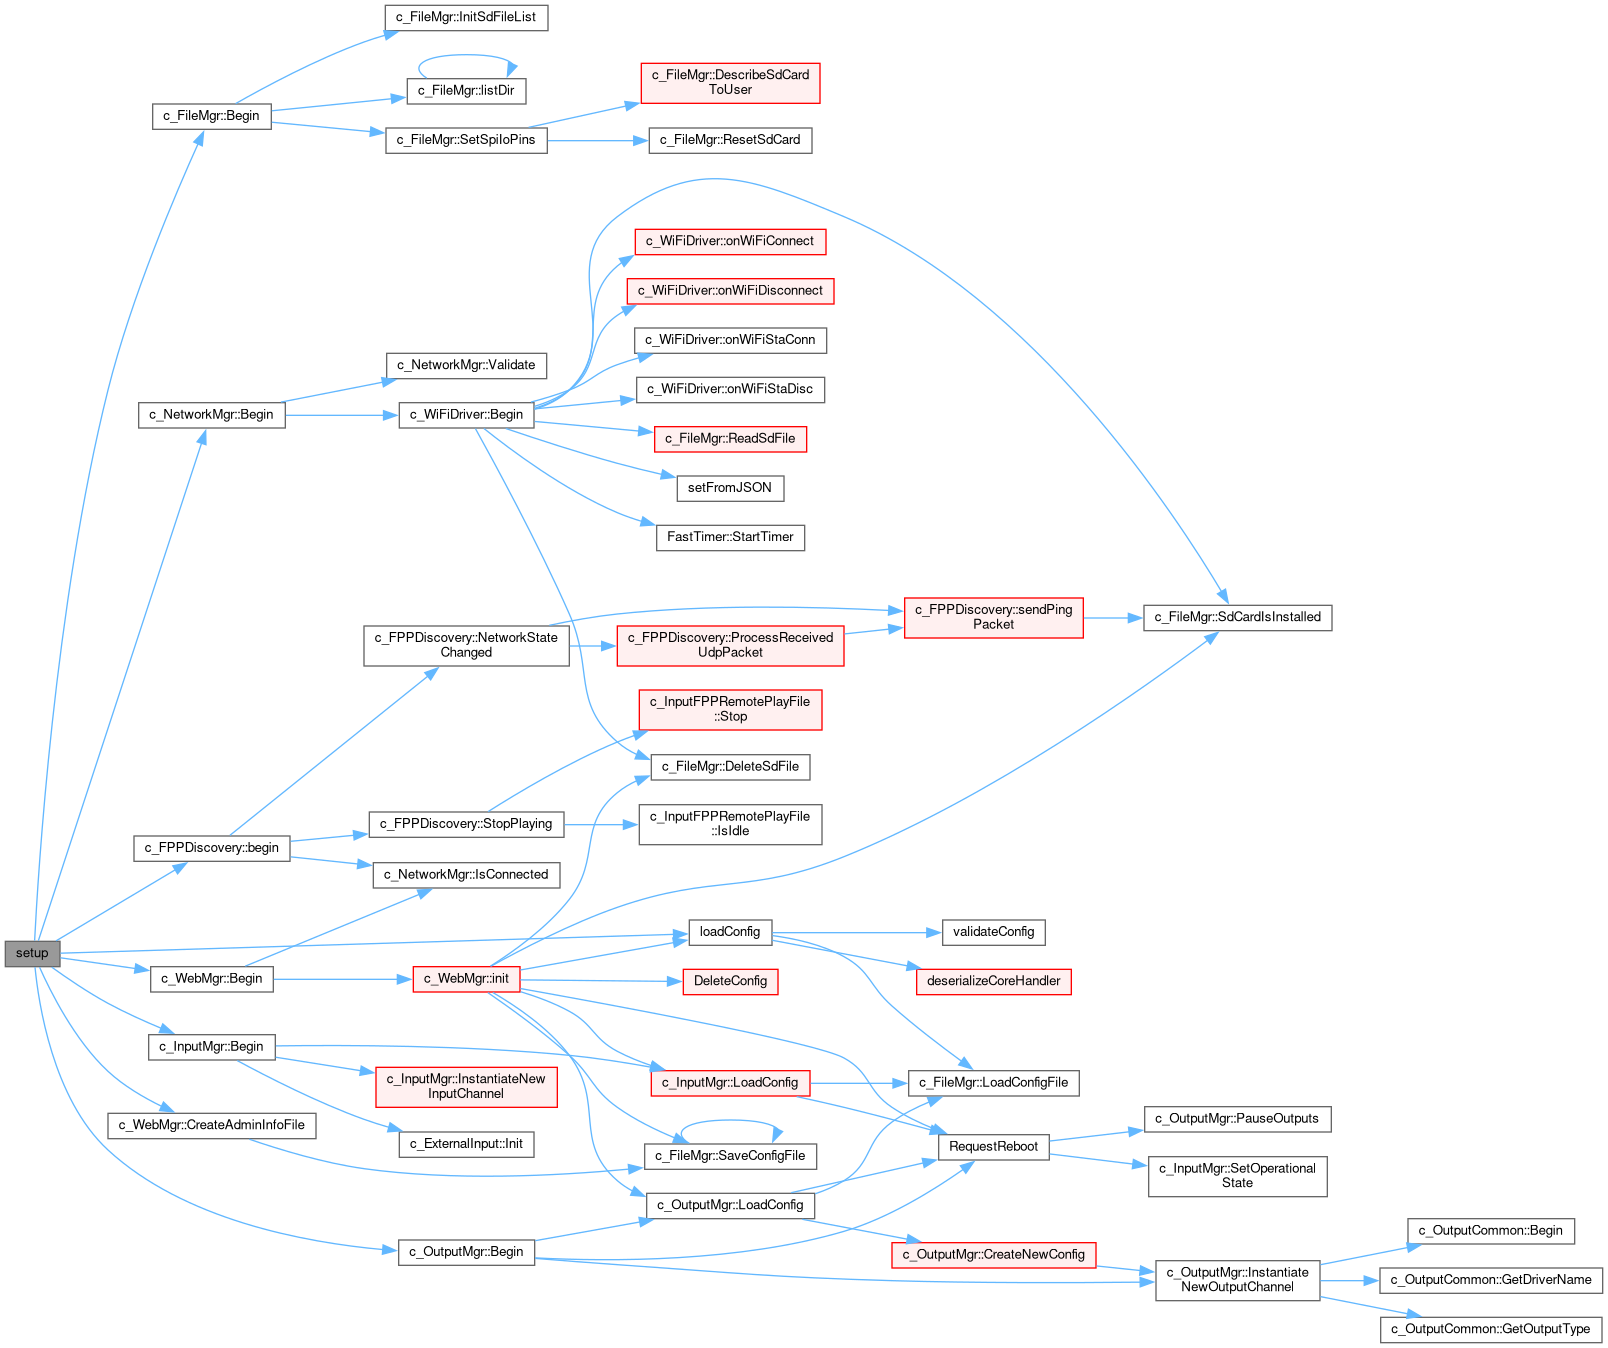 c_FileMgr::InitSdFileList
c_FileMgr::listDir
c_FileMgr::DescribeSdCard
ToUser
c_FileMgr::Begin
c_FileMgr::SetSpiIoPins
c_FileMgr::ResetSdCard
c_WiFiDriver::onWiFiConnect
c_WiFiDriver::onWiFiDisconnect
c_WiFiDriver::onWiFiStaConn
c_NetworkMgr::Validate
c_WiFiDriver::onWiFiStaDisc
c_NetworkMgr::Begin
c_WiFiDriver::Begin
c_FileMgr::ReadSdFile
setFromJSON
FastTimer::StartTimer
c_FPPDiscovery::sendPing
Packet
c_FileMgr::SdCardIsInstalled
c_FPPDiscovery::NetworkState
Changed
c_FPPDiscovery::ProcessReceived
UdpPacket
c_InputFPPRemotePlayFile
::Stop
c_FileMgr::DeleteSdFile
c_FPPDiscovery::StopPlaying
c_InputFPPRemotePlayFile
::IsIdle
c_FPPDiscovery::begin
c_NetworkMgr::IsConnected
setup
loadConfig
validateConfig
c_WebMgr::Begin
c_WebMgr::init
DeleteConfig
deserializeCoreHandler
c_InputMgr::Begin
c_InputMgr::InstantiateNew
InputChannel
c_InputMgr::LoadConfig
c_FileMgr::LoadConfigFile
c_WebMgr::CreateAdminInfoFile
c_ExternalInput::Init
c_FileMgr::SaveConfigFile
RequestReboot
c_OutputMgr::PauseOutputs
c_InputMgr::SetOperational
State
c_OutputMgr::LoadConfig
c_OutputMgr::Begin
c_OutputMgr::CreateNewConfig
c_OutputMgr::Instantiate
NewOutputChannel
c_OutputCommon::Begin
c_OutputCommon::GetDriverName
c_OutputCommon::GetOutputType